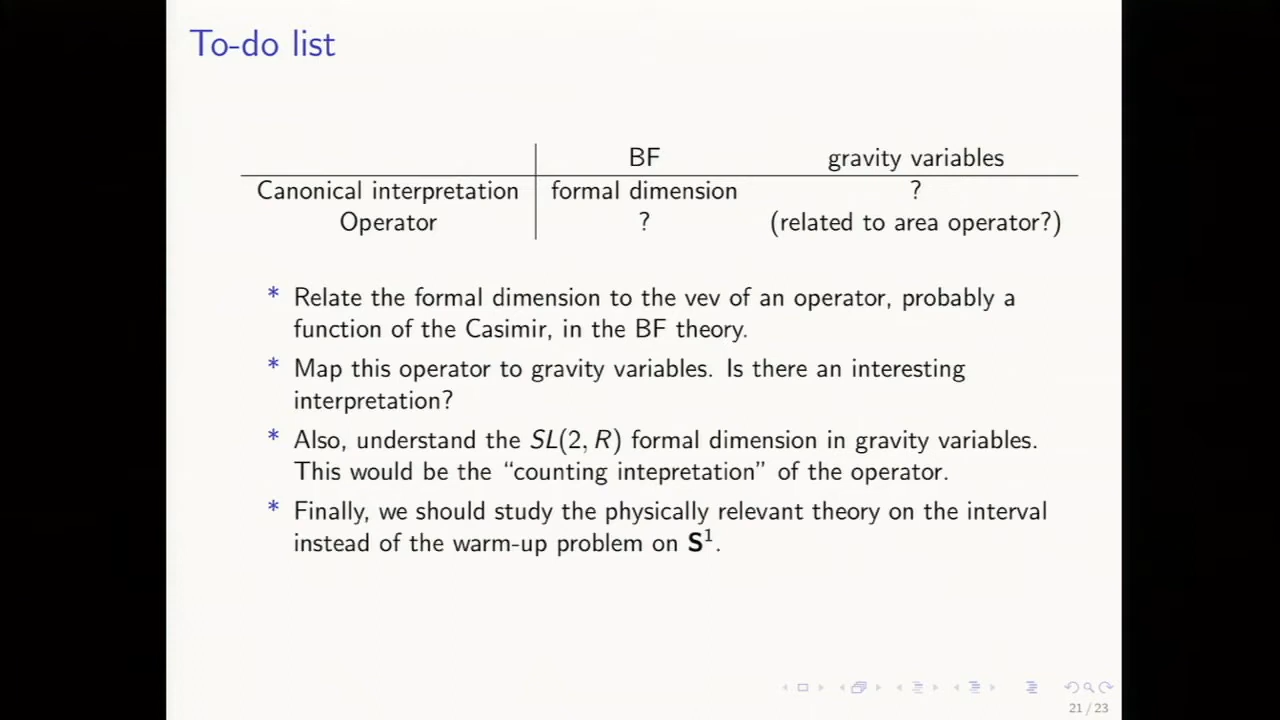 To-do list
BF gravity variables
Canonical interpretation formal dimension ?
Operator ? (related to area operator?)
* Relate the formal dimension to the vev of an operator, probably a
function of the Casimir, in the BF theory.
* Map this operator to gravity variables. Is there an interesting
interpretation?
* Also, understand the SL(2, R) formal dimension in gravity variables.
This would be the “counting intepretation” of the operator.
* Finally, we should study the physically relevant theory on the interval
instead of the warm-up problem on S¹.
21 / 23